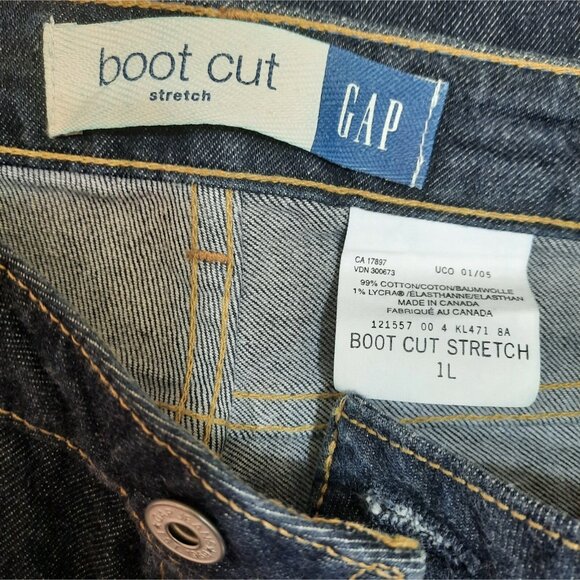 boot cut
stretch
GAP
CA 17897
VDN 300673
UCO 01/05
99% COTTON/COTON/BAUMWOLLE
1% LYCRA®/ÉLASTHANNE/ELASTHAN
MADE IN CANADA
FABRIQUÉ AU CANADA
121557 00 4 KL471 8A
BOOT CUT STRETCH
1L